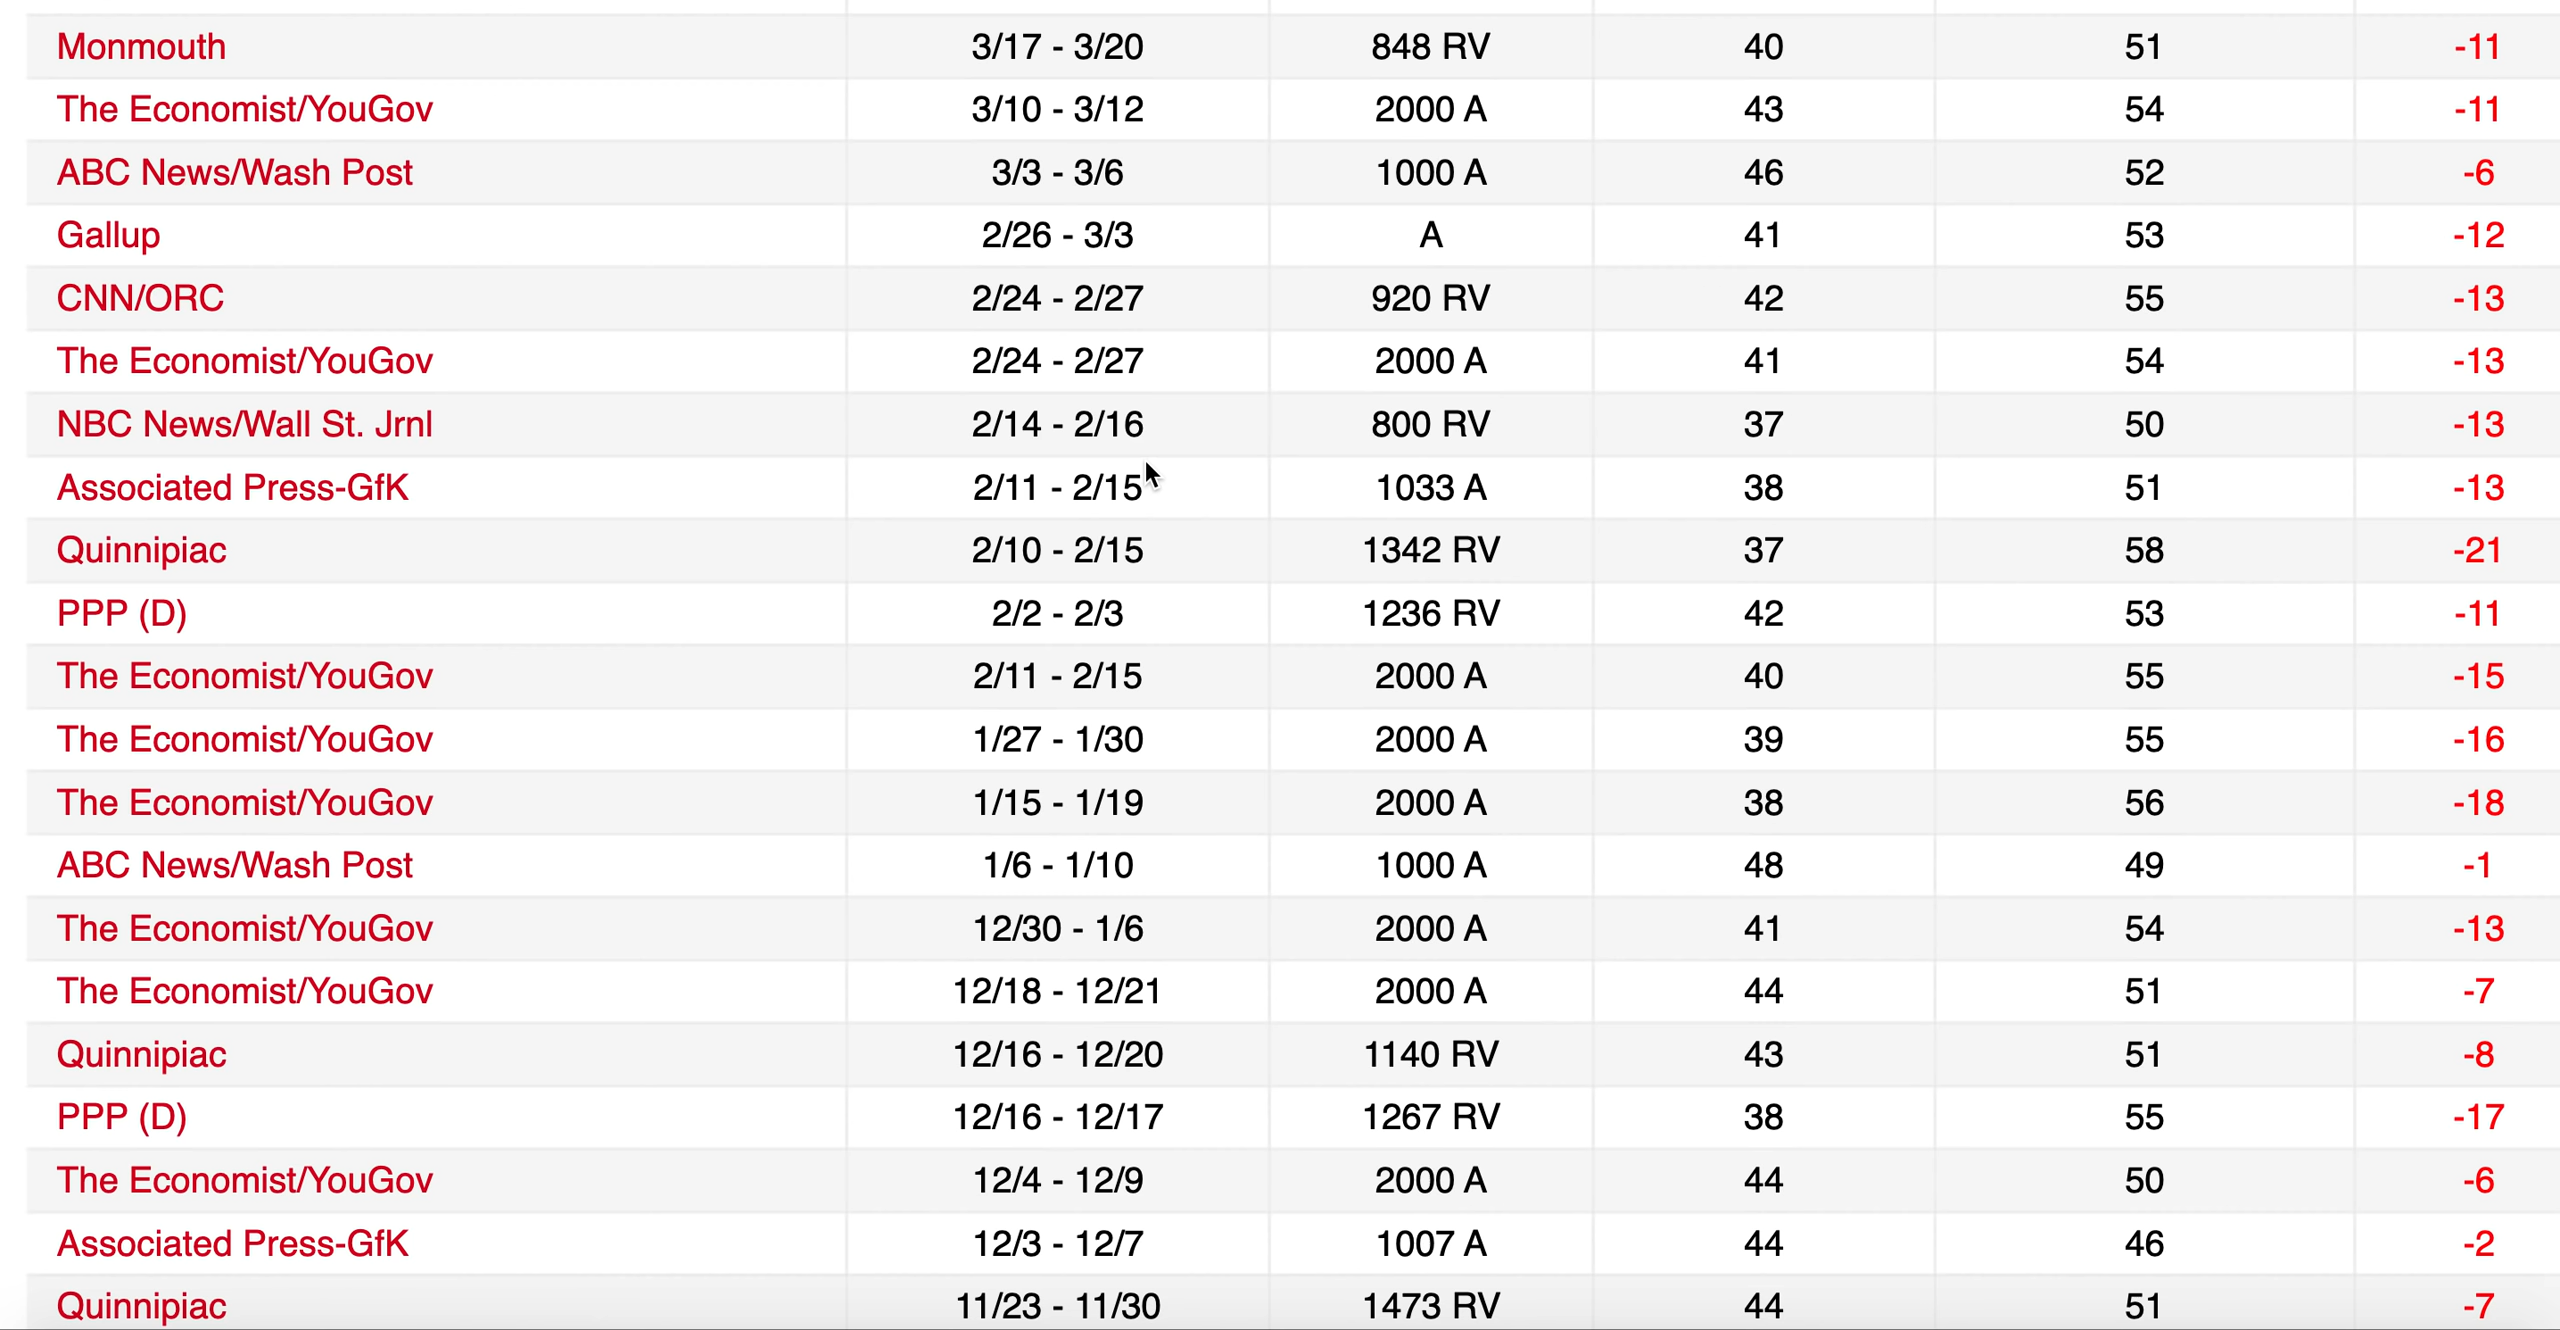 Monmouth 3/17 - 3/20 848 RV 40 51 -11
The Economist/YouGov 3/10 - 3/12 2000 A 43 54 -11
ABC News/Wash Post 3/3 - 3/6 1000 A 46 52 -6
Gallup 2/26 - 3/3 A 41 53 -12
CNN/ORC 2/24 - 2/27 920 RV 42 55 -13
The Economist/YouGov 2/24 - 2/27 2000 A 41 54 -13
NBC News/Wall St. Jrnl 2/14 - 2/16 800 RV 37 50 -13
Associated Press-GfK 2/11 - 2/15 1033 A 38 51 -13
Quinnipiac 2/10 - 2/15 1342 RV 37 58 -21
PPP (D) 2/2 - 2/3 1236 RV 42 53 -11
The Economist/YouGov 2/11 - 2/15 2000 A 40 55 -15
The Economist/YouGov 1/27 - 1/30 2000 A 39 55 -16
The Economist/YouGov 1/15 - 1/19 2000 A 38 56 -18
ABC News/Wash Post 1/6 - 1/10 1000 A 48 49 -1
The Economist/YouGov 12/30 - 1/6 2000 A 41 54 -13
The Economist/YouGov 12/18 - 12/21 2000 A 44 51 -7
Quinnipiac 12/16 - 12/20 1140 RV 43 51 -8
PPP (D) 12/16 - 12/17 1267 RV 38 55 -17
The Economist/YouGov 12/4 - 12/9 2000 A 44 50 -6
Associated Press-GfK 12/3 - 12/7 1007 A 44 46 -2
Quinnipiac 11/23 - 11/30 1473 RV 44 51 -7